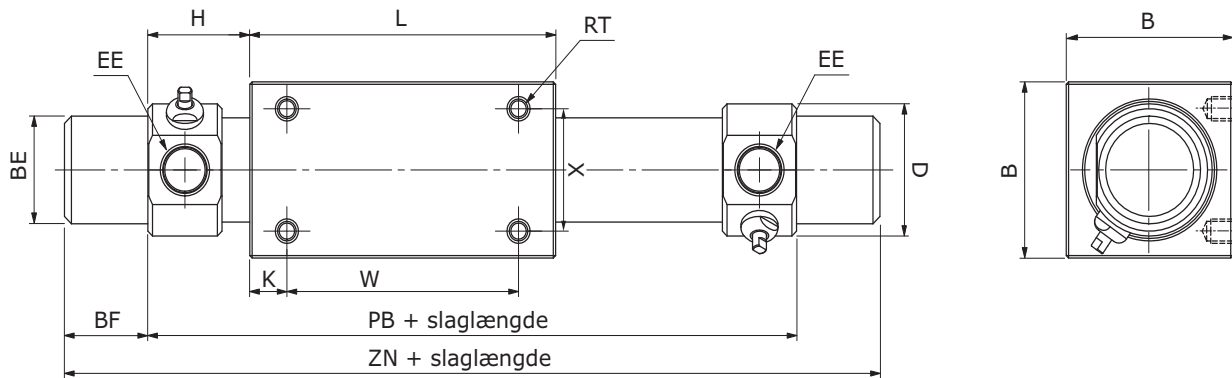 H
L
RT
B
EE
EE
BE
X
D
B
K
W
BF
PB + slaglængde
ZN + slaglængde